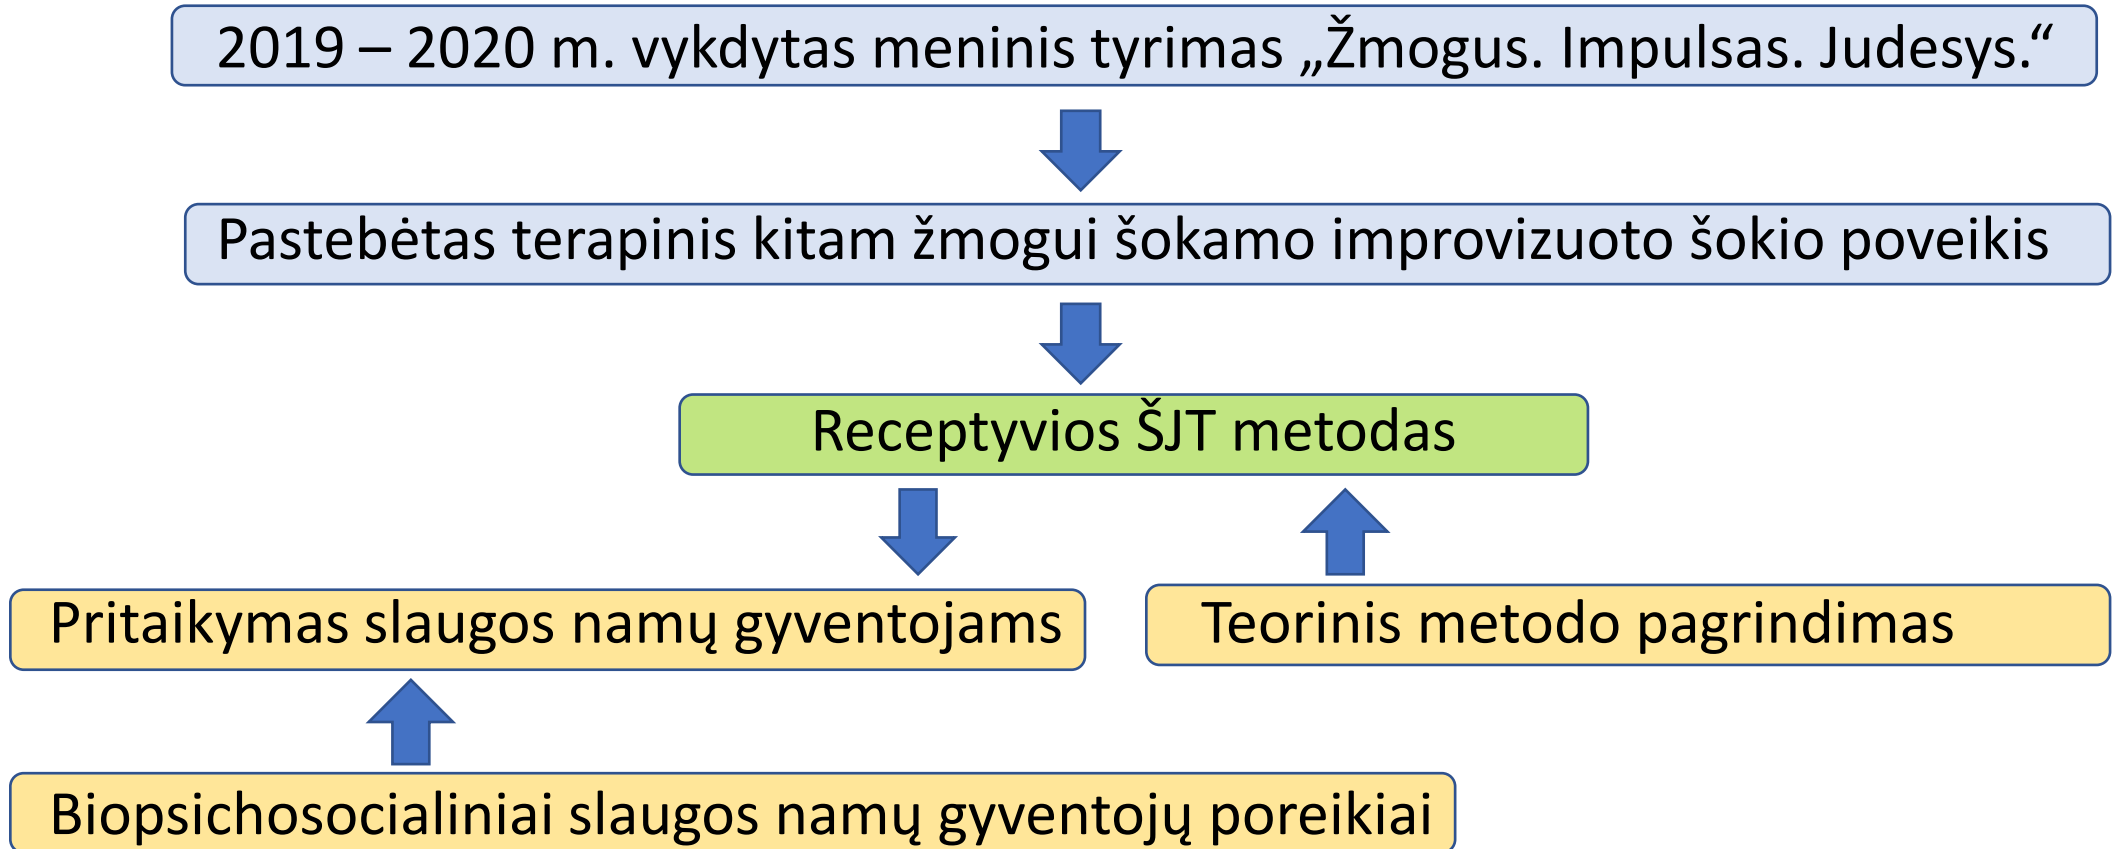 2019 – 2020 m. vykdytas meninis tyrimas „Žmogus. Impulsas. Judesys.“
Pastebėtas terapinis kitam žmogui šokamo improvizuoto šokio poveikis
Receptyvios ŠJT metodas
Pritaikymas slaugos namų gyventojams
Teorinis metodo pagrindimas
Biopsichosocialiniai slaugos namų gyventojų poreikiai